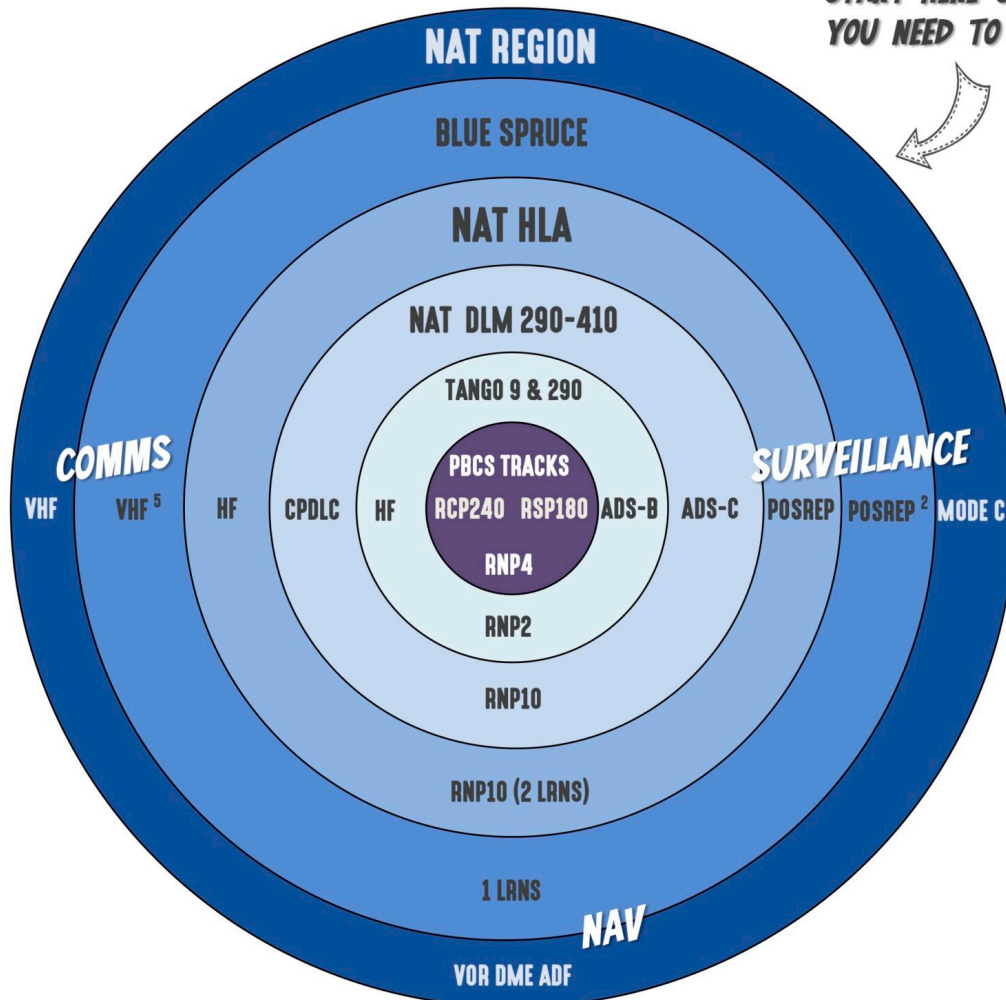 YOU NEED TO
NAT REGION
BLUE SPRUCE
NAT HLA
NAT DLM 290-410
TANGO 9 & 290
COMMS
PBCS TRACKS
SURVEILLANCE
VHF VHF 5 HF CPDLC HF RCP240 RSP180 ADS-B ADS-C POSREP POSREP 2 MODE C
RNP4
RNP2
RNP10
RNP10 (2 LRNS)
1 LRNS
NAV
VOR DME ADF